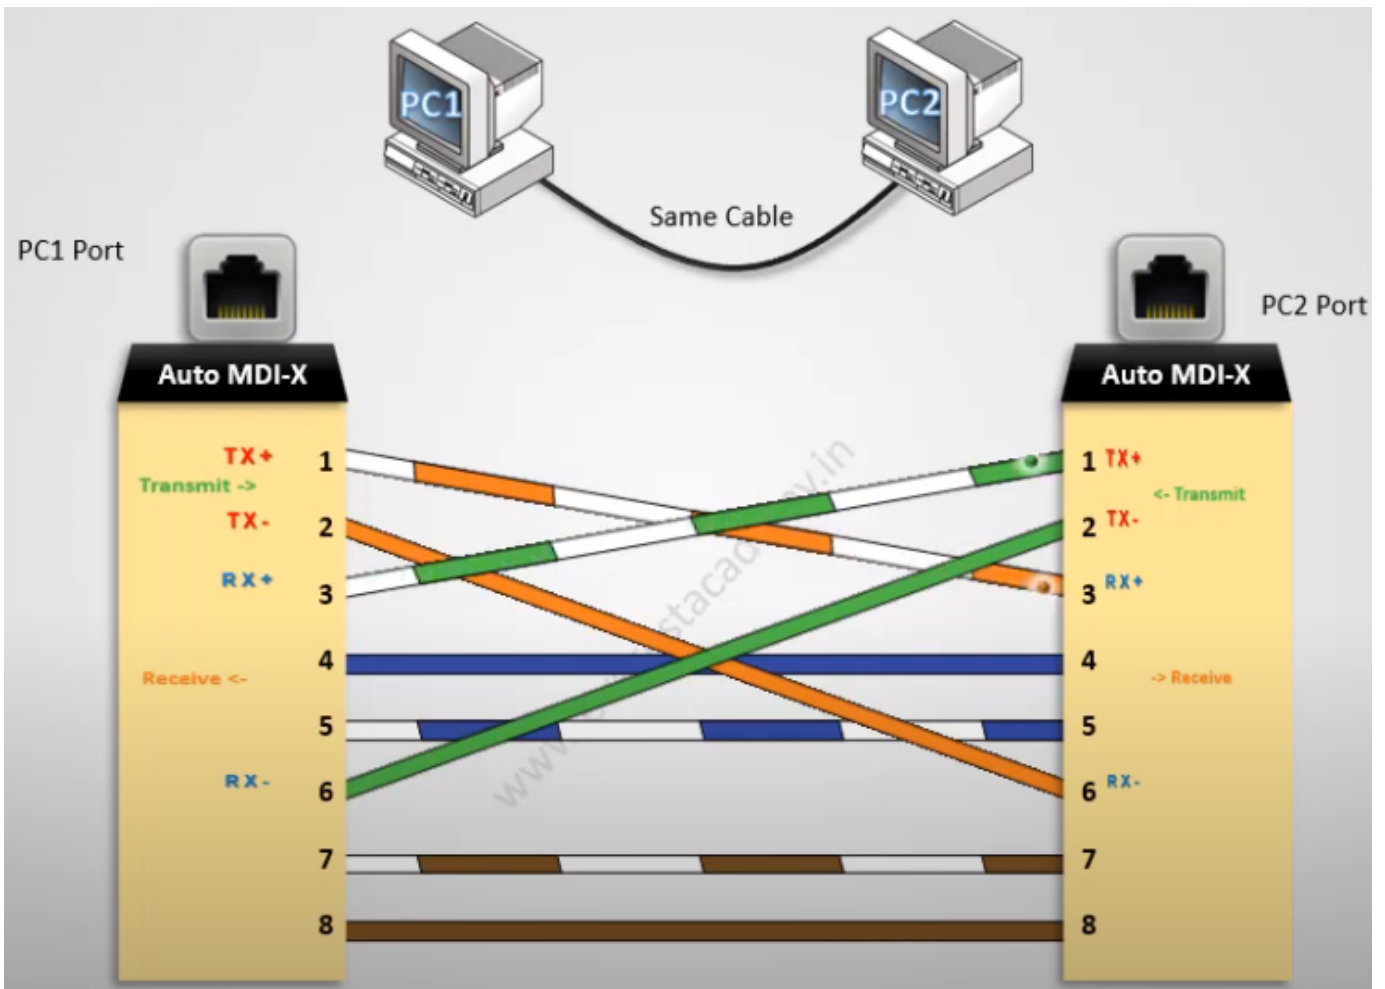 PC1
PC2
Same Cable
PC1 Port
PC2 Port
Auto MDI-X
Auto MDI-X
TX+ 1
1 TX+
Transmit ->
<- Transmit
TX- 2
2 TX-
RX+ 3
3 RX+
4
4
Receive <-
-> Receive
5
5
RX- 6
6 RX-
7
7
8
8